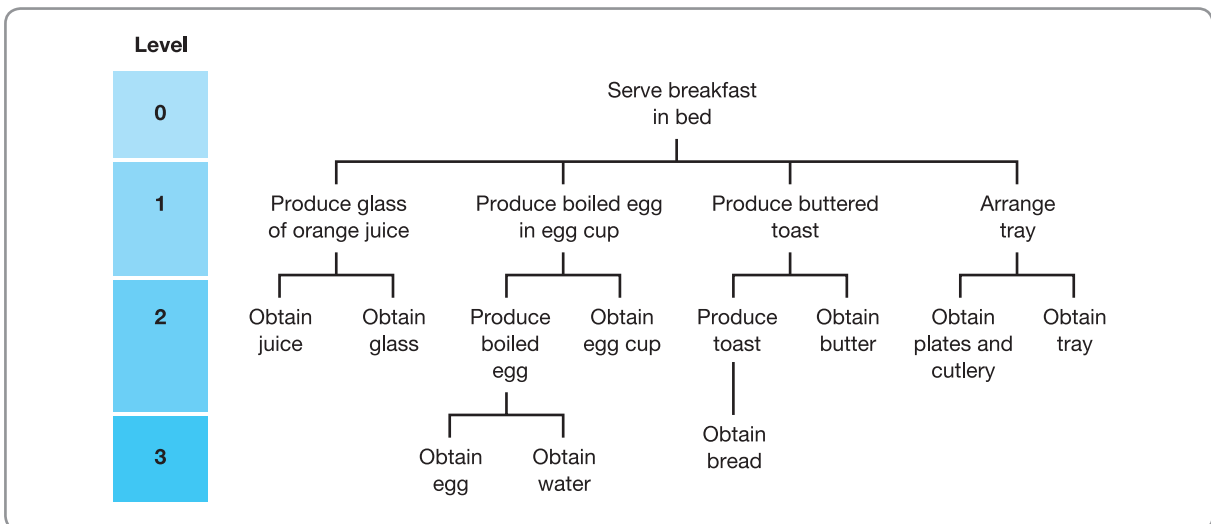 Level
0
Serve breakfast
in bed
1
Produce glass
of orange juice
Produce boiled egg
in egg cup
Produce buttered
toast
Arrange
tray
2
Obtain
juice
Obtain
glass
Produce
boiled
egg
Obtain
egg cup
Produce
toast
Obtain
butter
Obtain
plates and
cutlery
Obtain
tray
3
Obtain
egg
Obtain
water
Obtain
bread